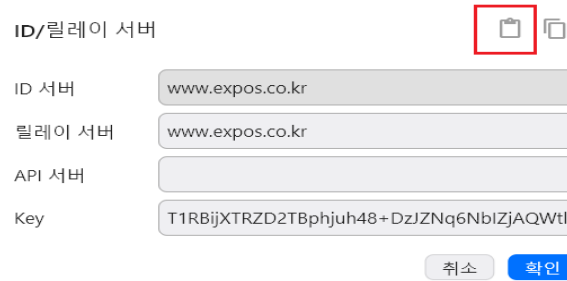 ID/릴레이 서버
ID 서버 www.expos.co.kr
릴레이 서버 www.expos.co.kr
API 서버
Key T1RBijXTRZD2TBphjuh48+DzJZNq6NbIZjAQWtl
취소 확인